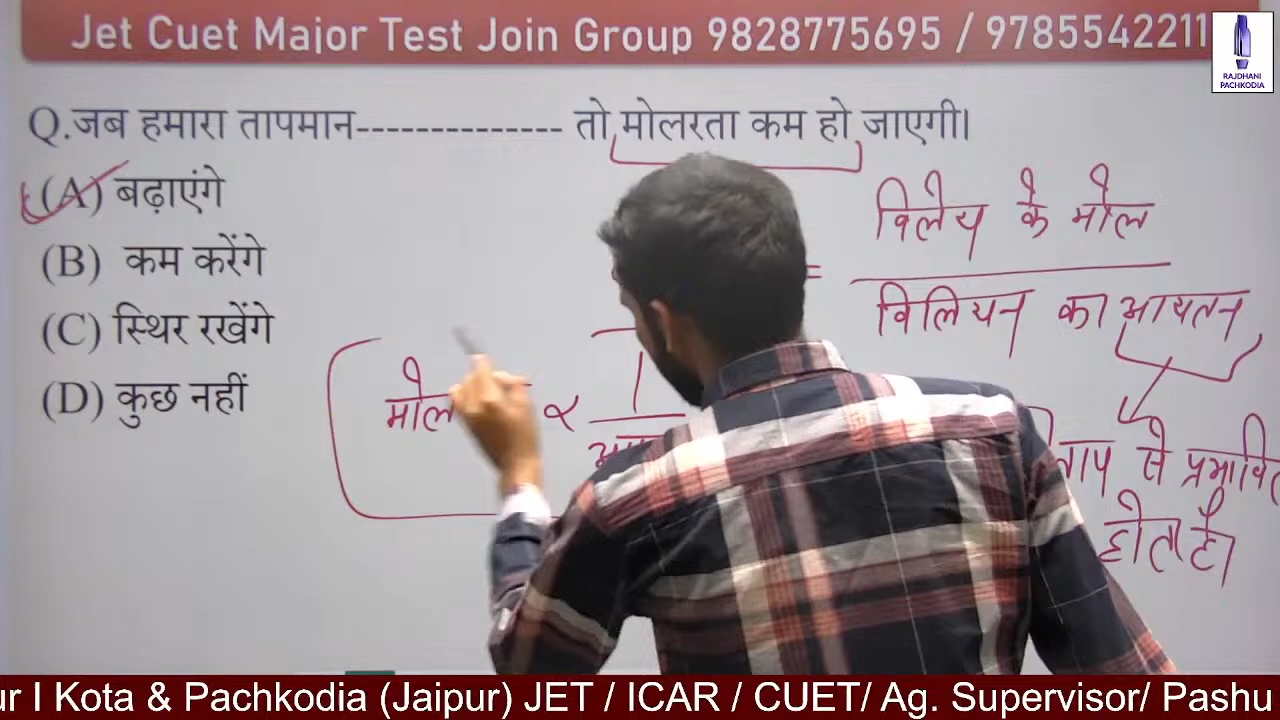 Jet Cuet Major Test Join Group 9828775695 / 9785542211
RAJDHANI
PACHKODIA
Q.जब हमारा तापमान-------------- तो मोलरता कम हो जाएगी।
(A) बढ़ाएंगे
(B) कम करेंगे
(C) स्थिर रखेंगे
(D) कुछ नहीं
= विलेय के मोल
विलियन का आयतन
मोल ∝ 1
ताप से प्रभावित
होता है।
ur I Kota & Pachkodia (Jaipur) JET / ICAR / CUET/ Ag. Supervisor/ Pashu